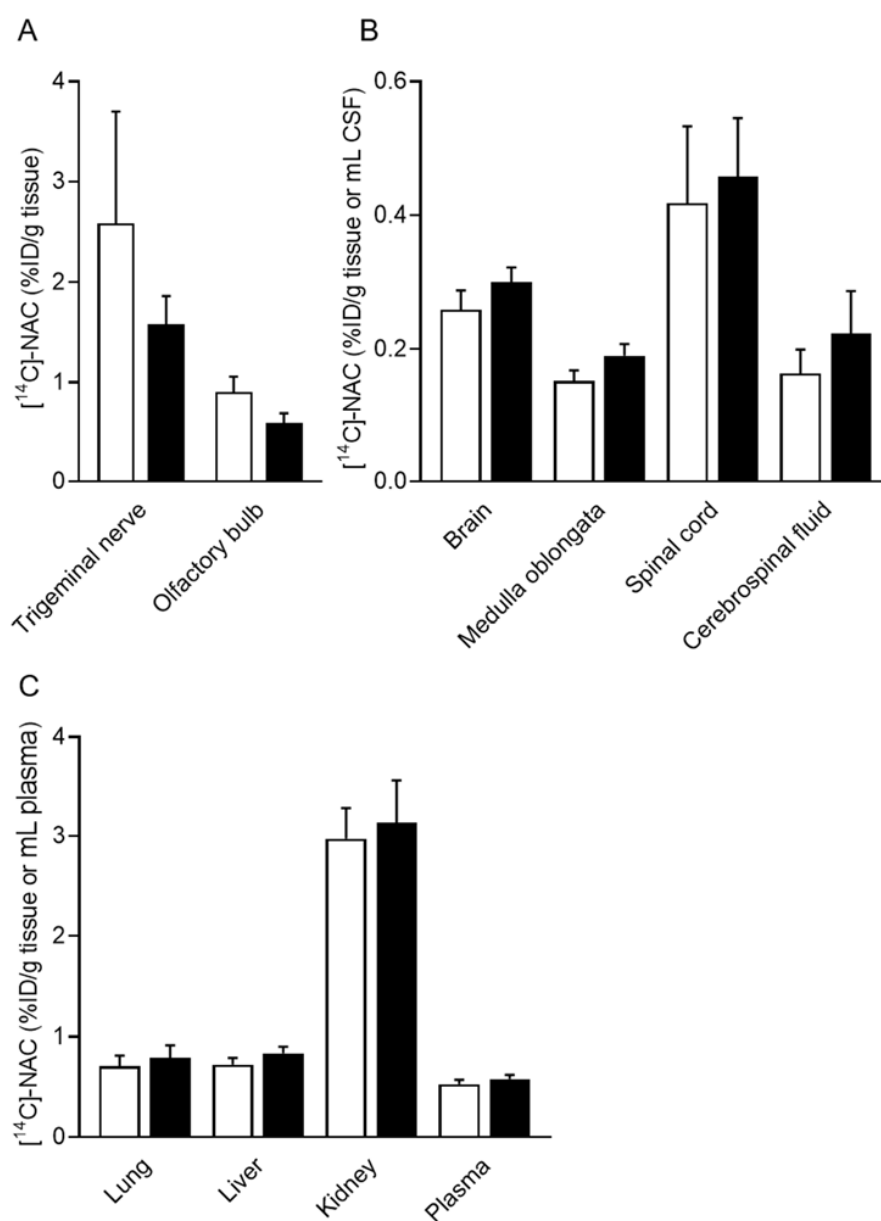 A
[¹⁴C]-NAC (%ID/g tissue)
4
3
2
1
0
Trigeminal nerve
Olfactory bulb
B
[¹⁴C]-NAC (%ID/g tissue or mL CSF)
0.6
0.4
0.2
0.0
Brain
Medulla oblongata
Spinal cord
Cerebrospinal fluid
C
[¹⁴C]-NAC (%ID/g tissue or mL plasma)
4
3
2
1
0
Lung
Liver
Kidney
Plasma